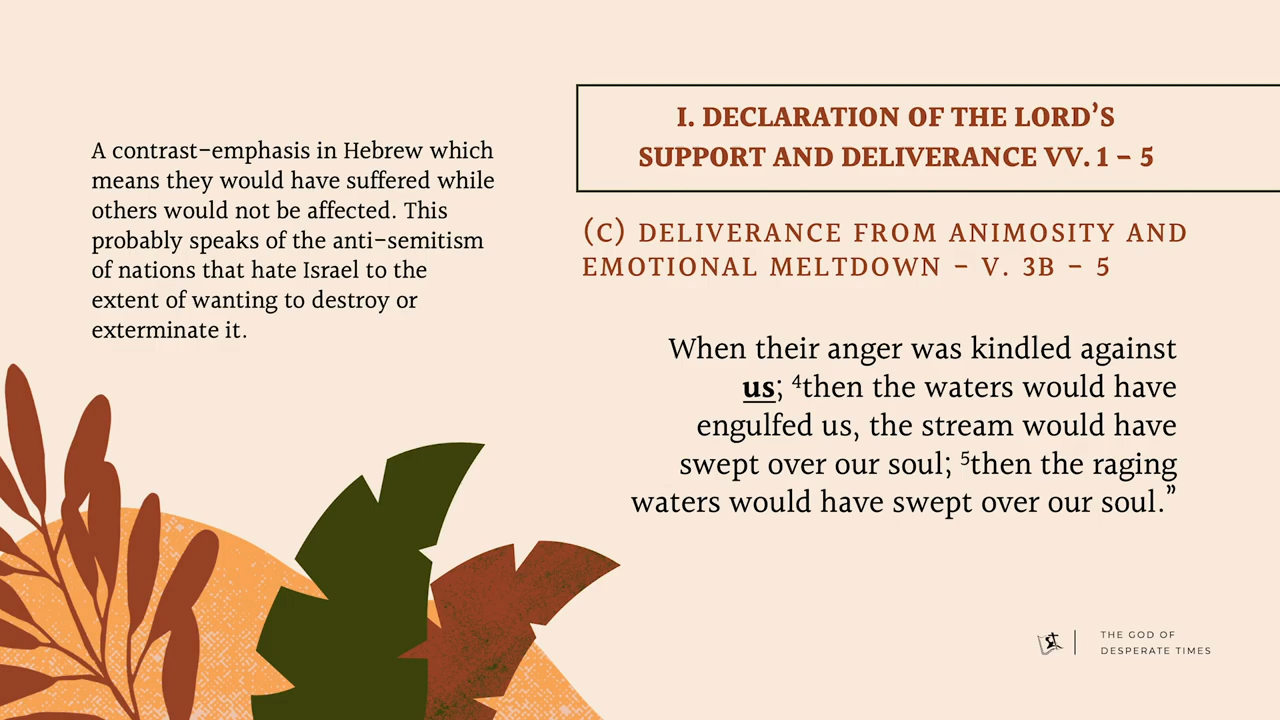 A contrast-emphasis in Hebrew which
means they would have suffered while
others would not be affected. This
probably speaks of the anti-semitism
of nations that hate Israel to the
extent of wanting to destroy or
exterminate it.
I. DECLARATION OF THE LORD'S
SUPPORT AND DELIVERANCE VV. 1 – 5
(C) DELIVERANCE FROM ANIMOSITY AND
EMOTIONAL MELTDOWN – V. 3B – 5
When their anger was kindled against
us; ⁴then the waters would have
engulfed us, the stream would have
swept over our soul; ⁵then the raging
waters would have swept over our soul.”
THE GOD OF
DESPERATE TIMES